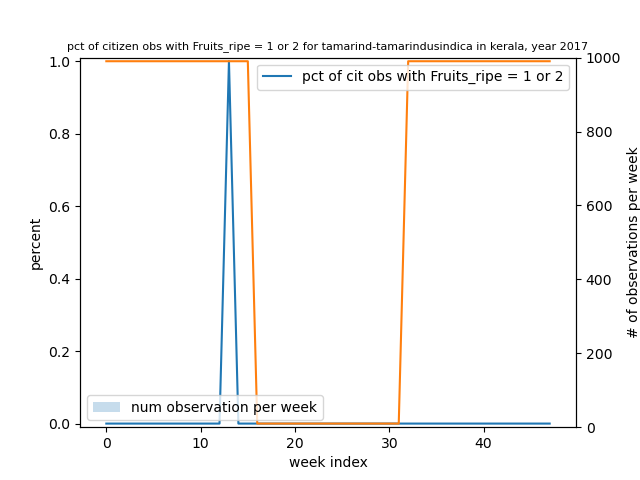 pct of citizen obs with Fruits_ripe = 1 or 2 for tamarind-tamarindusindica in kerala, year 2017
pct of cit obs with Fruits_ripe = 1 or 2
1.0
0.8
0.6
0.4
0.2
0.0
percent
1000
800
600
400
200
0
# of observations per week
num observation per week
0 10 20 30 40
week index